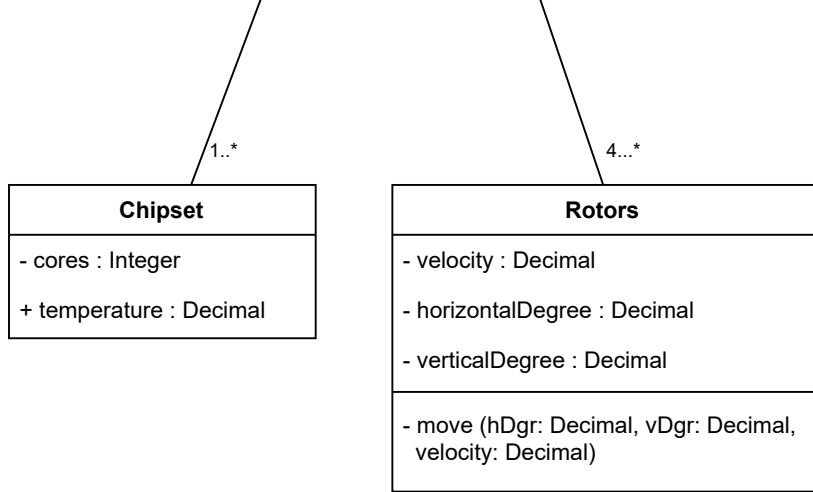 1..*
4...*
Chipset
- cores : Integer
+ temperature : Decimal
Rotors
- velocity : Decimal
- horizontalDegree : Decimal
- verticalDegree : Decimal
- move (hDgr: Decimal, vDgr: Decimal,
velocity: Decimal)